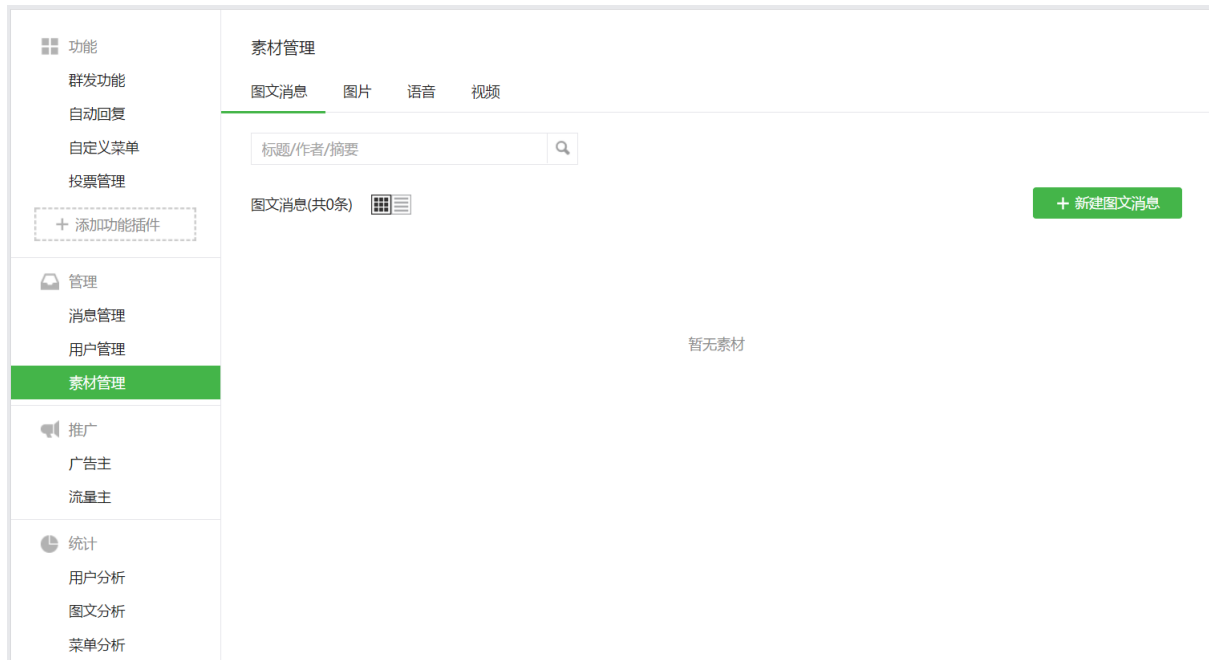 功能
群发功能
自动回复
自定义菜单
投票管理
+ 添加功能插件
管理
消息管理
用户管理
素材管理
推广
广告主
流量主
统计
用户分析
图文分析
菜单分析
素材管理
图文消息 图片 语音 视频
标题/作者/摘要
图文消息(共0条)
+ 新建图文消息
暂无素材